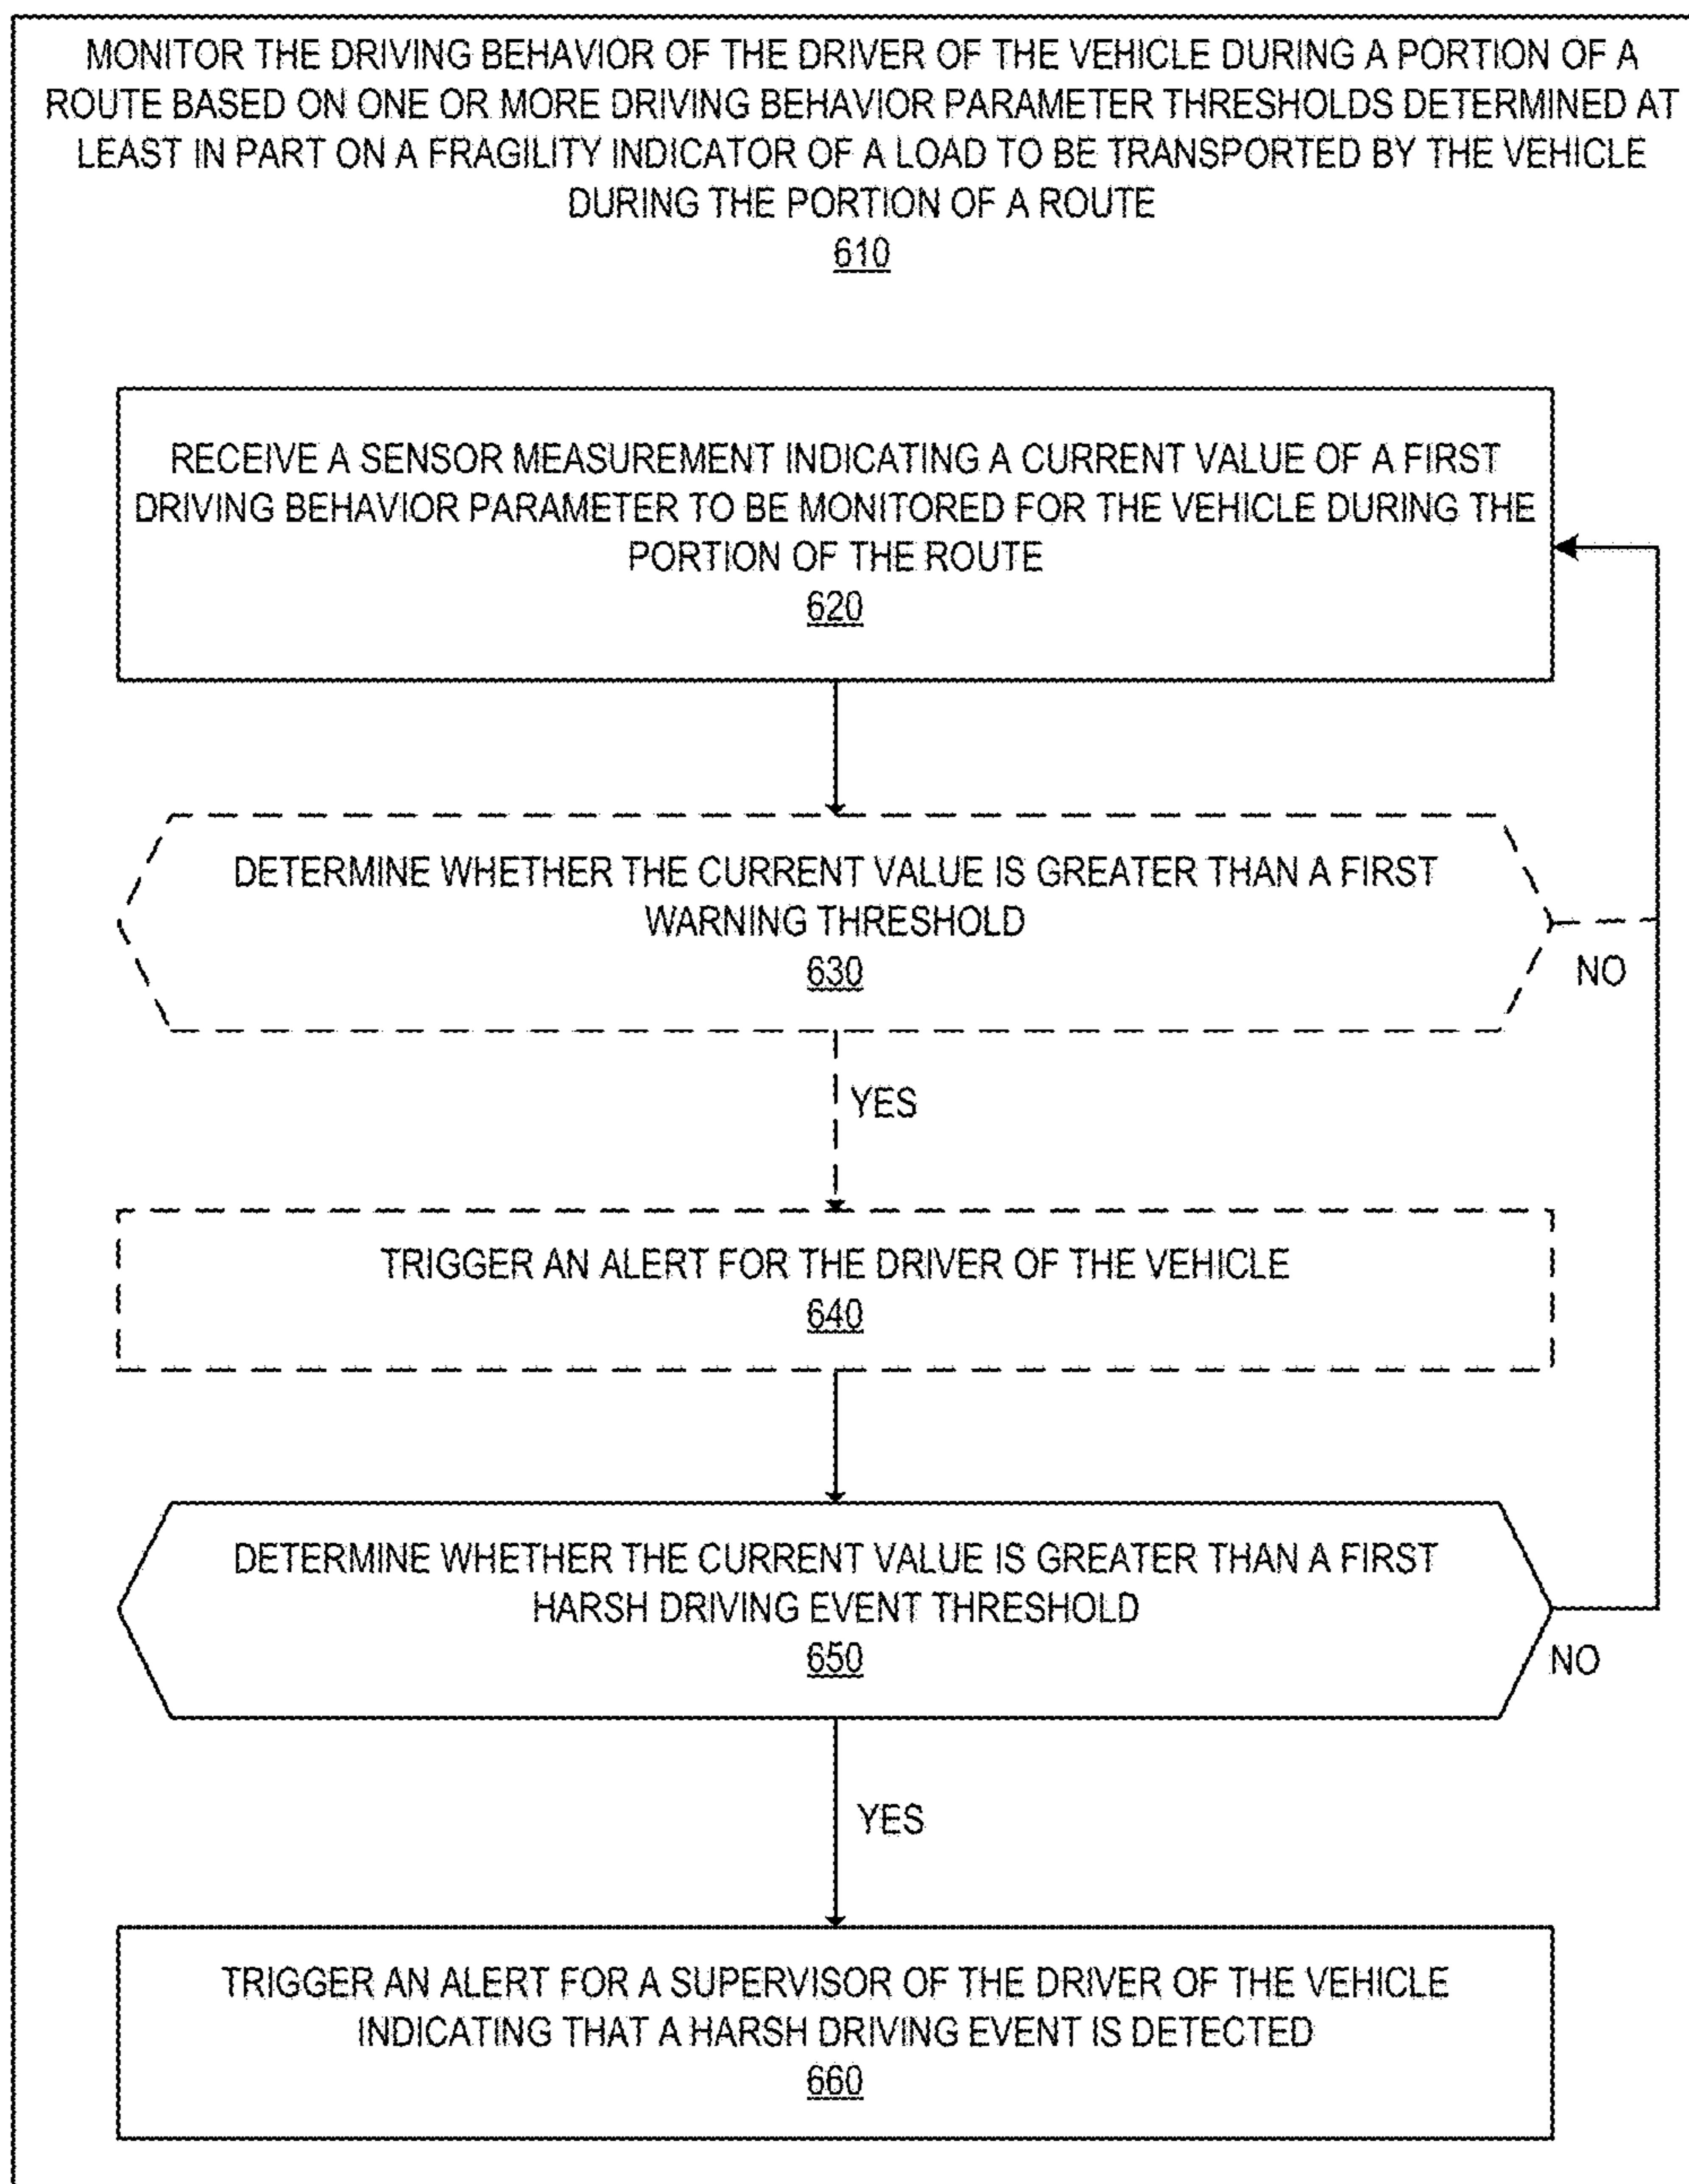 MONITOR THE DRIVING BEHAVIOR OF THE DRIVER OF THE VEHICLE DURING A PORTION OF A
ROUTE BASED ON ONE OR MORE DRIVING BEHAVIOR PARAMETER THRESHOLDS DETERMINED AT
LEAST IN PART ON A FRAGILITY INDICATOR OF A LOAD TO BE TRANSPORTED BY THE VEHICLE
DURING THE PORTION OF A ROUTE
610
RECEIVE A SENSOR MEASUREMENT INDICATING A CURRENT VALUE OF A FIRST
DRIVING BEHAVIOR PARAMETER TO BE MONITORED FOR THE VEHICLE DURING THE
PORTION OF THE ROUTE
620
DETERMINE WHETHER THE CURRENT VALUE IS GREATER THAN A FIRST
WARNING THRESHOLD
630
NO
YES
TRIGGER AN ALERT FOR THE DRIVER OF THE VEHICLE
640
DETERMINE WHETHER THE CURRENT VALUE IS GREATER THAN A FIRST
HARSH DRIVING EVENT THRESHOLD
650
NO
YES
TRIGGER AN ALERT FOR A SUPERVISOR OF THE DRIVER OF THE VEHICLE
INDICATING THAT A HARSH DRIVING EVENT IS DETECTED
660